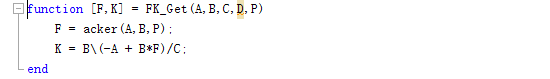 function [F,K] = FK_Get(A,B,C,D,P)
F = acker(A,B,P);
K = B\(-A + B*F)/C;
end